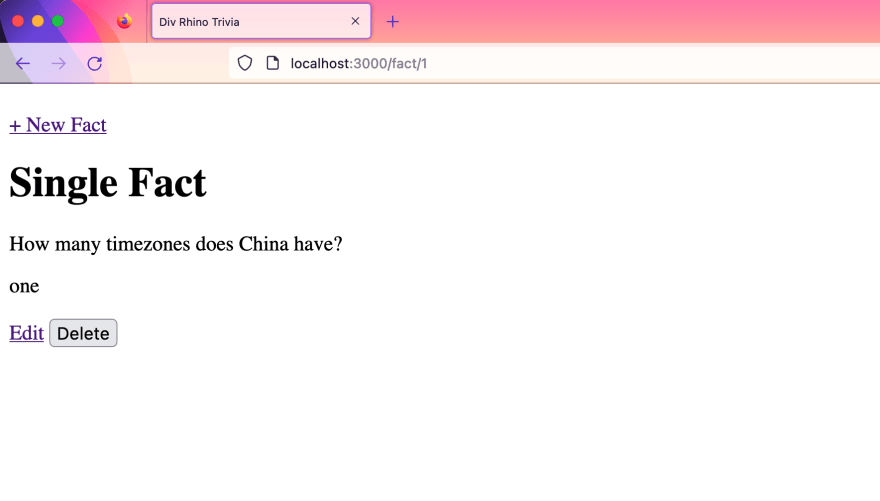 Div Rhino Trivia
localhost:3000/fact/1
+ New Fact
Single Fact
How many timezones does China have?
one
Edit Delete